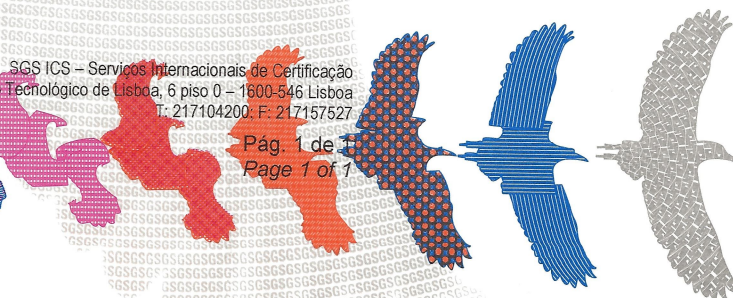 SGS ICS – Serviços Internacionais de Certificação
Tecnológico de Lisboa, 6 piso 0 – 1600-546 Lisboa
T: 217104200; F: 217157527
Pág. 1 de 1
Page 1 of 1